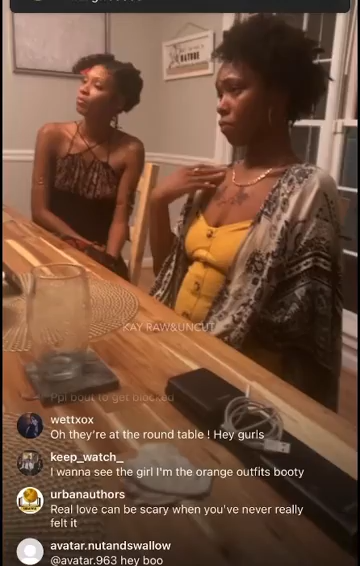 NATURE
KAY RAW&UNCUT
Ppl bout to get blocked
wettxox
Oh they're at the round table ! Hey gurls
keep_watch_
I wanna see the girl I'm the orange outfits booty
urbanauthors
Real love can be scary when you've never really
felt it
avatar.nutandswallow
@avatar.963 hey boo